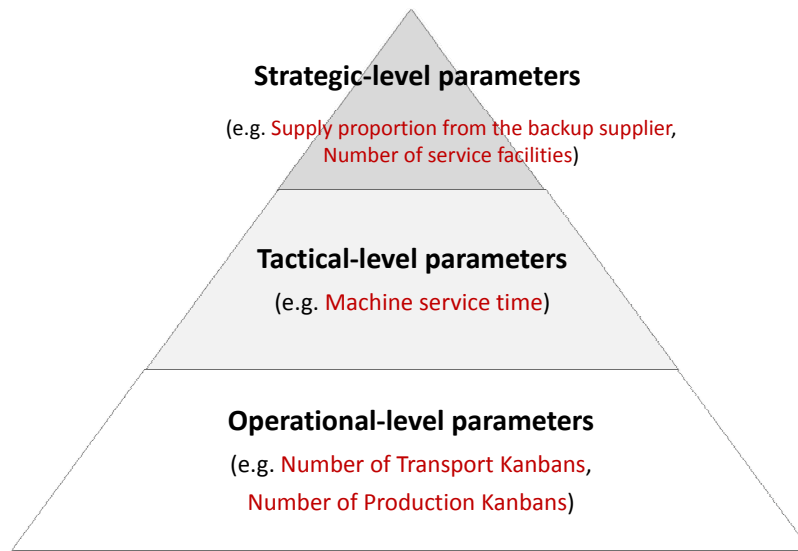 Strategic-level parameters
(e.g. Supply proportion from the backup supplier,
Number of service facilities)
Tactical-level parameters
(e.g. Machine service time)
Operational-level parameters
(e.g. Number of Transport Kanbans,
Number of Production Kanbans)